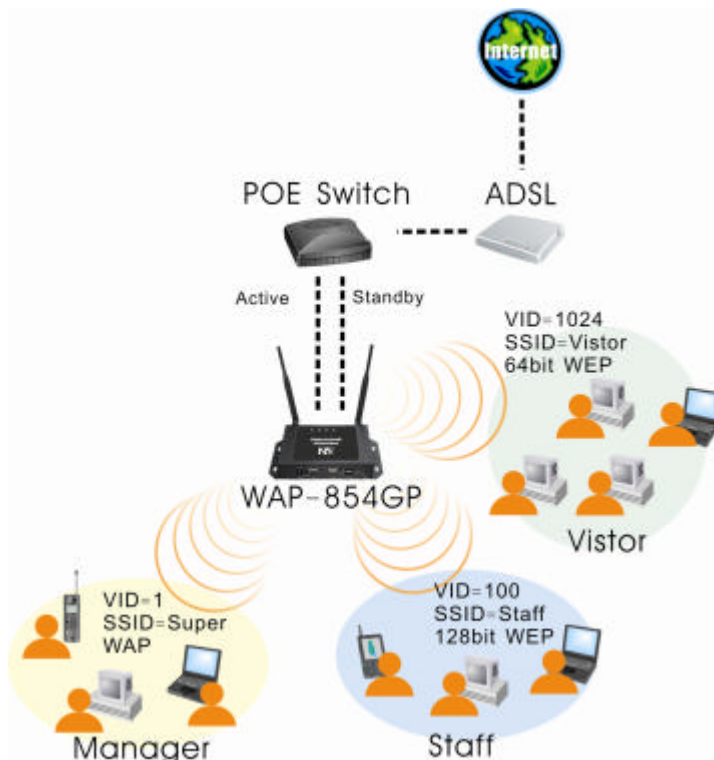 Internet
POE Switch
ADSL
Active
Standby
VID=1024
SSID=Vistor
64bit WEP
WAP-854GP
Vistor
VID=1
SSID=Super
WAP
VID=100
SSID=Staff
128bit WEP
Manager
Staff